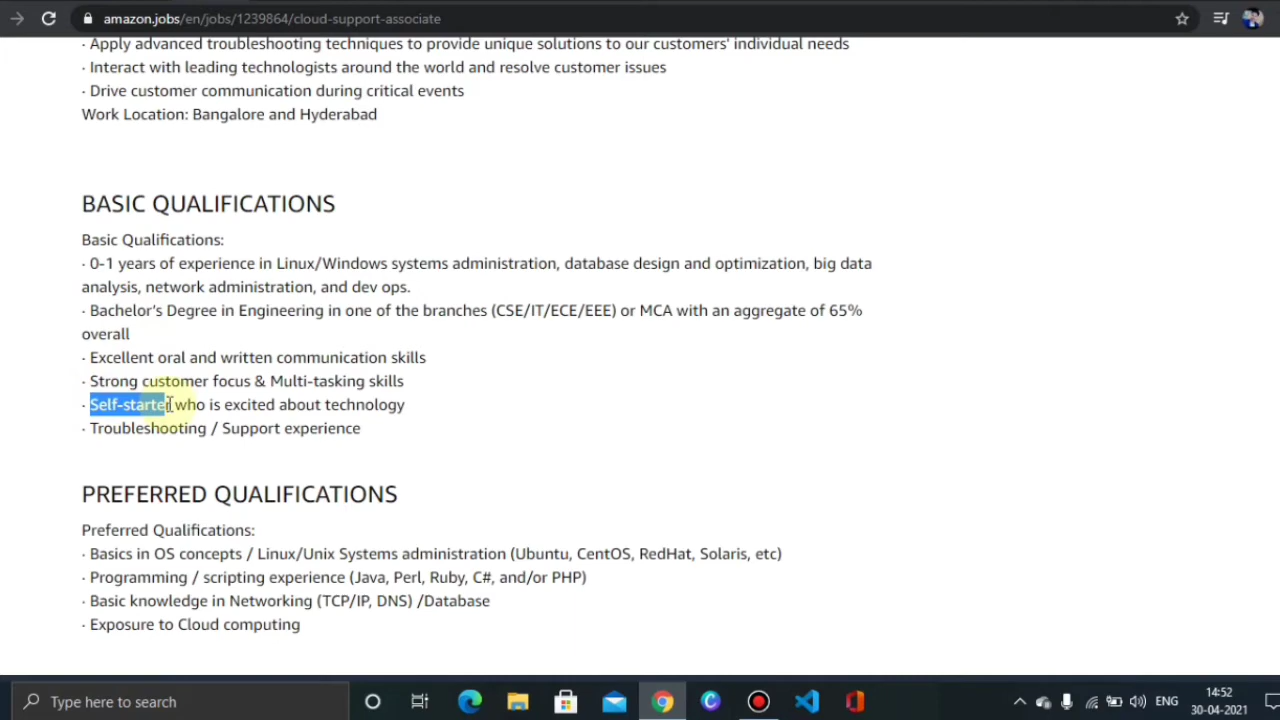 amazon.jobs/en/jobs/1239864/cloud-support-associate
· Apply advanced troubleshooting techniques to provide unique solutions to our customers' individual needs
· Interact with leading technologists around the world and resolve customer issues
· Drive customer communication during critical events
Work Location: Bangalore and Hyderabad
BASIC QUALIFICATIONS
Basic Qualifications:
· 0-1 years of experience in Linux/Windows systems administration, database design and optimization, big data
analysis, network administration, and dev ops.
· Bachelor's Degree in Engineering in one of the branches (CSE/IT/ECE/EEE) or MCA with an aggregate of 65%
overall
· Excellent oral and written communication skills
· Strong customer focus & Multi-tasking skills
· Self-starter who is excited about technology
· Troubleshooting / Support experience
PREFERRED QUALIFICATIONS
Preferred Qualifications:
· Basics in OS concepts / Linux/Unix Systems administration (Ubuntu, CentOS, RedHat, Solaris, etc)
· Programming / scripting experience (Java, Perl, Ruby, C#, and/or PHP)
· Basic knowledge in Networking (TCP/IP, DNS) /Database
· Exposure to Cloud computing
Type here to search
ENG
14:52
30-04-2021